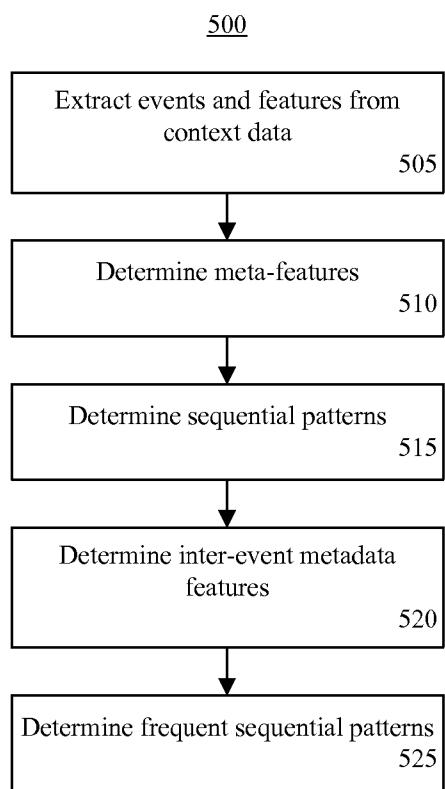 500
Extract events and features from
context data
505
Determine meta-features
510
Determine sequential patterns
515
Determine inter-event metadata
features
520
Determine frequent sequential patterns
525